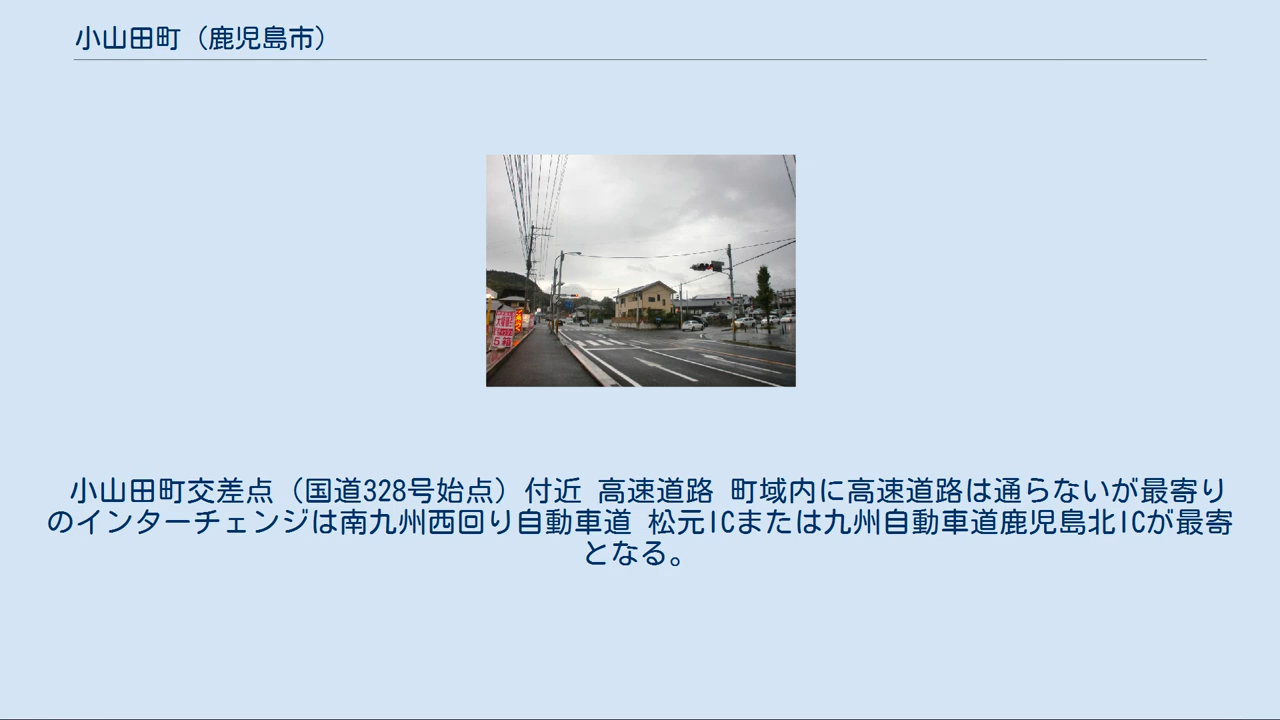 小山田町（鹿児島市）
５箱
小山田町交差点（国道328号始点）付近 高速道路 町域内に高速道路は通らないが最寄り
のインターチェンジは南九州西回り自動車道 松元ICまたは九州自動車道鹿児島北ICが最寄
となる。